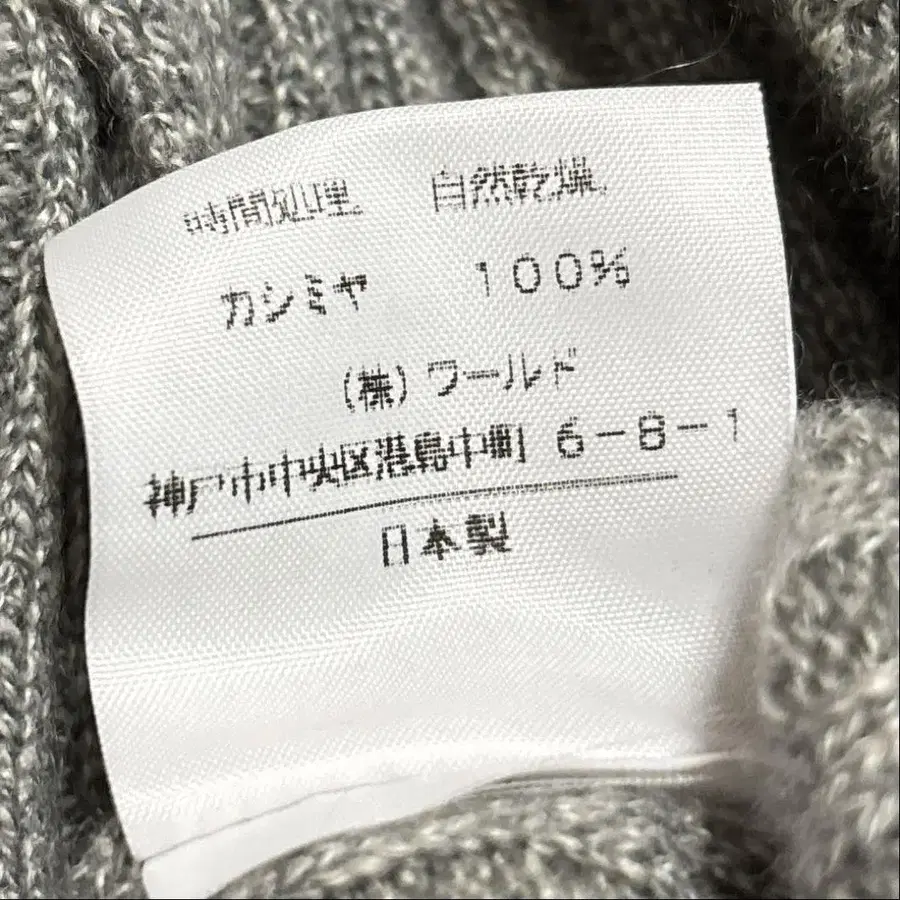 時間処理 自然乾燥。
カシミヤ 100%
(株)ワールド
神戸市中央区港島中町 6-8-1
日本製